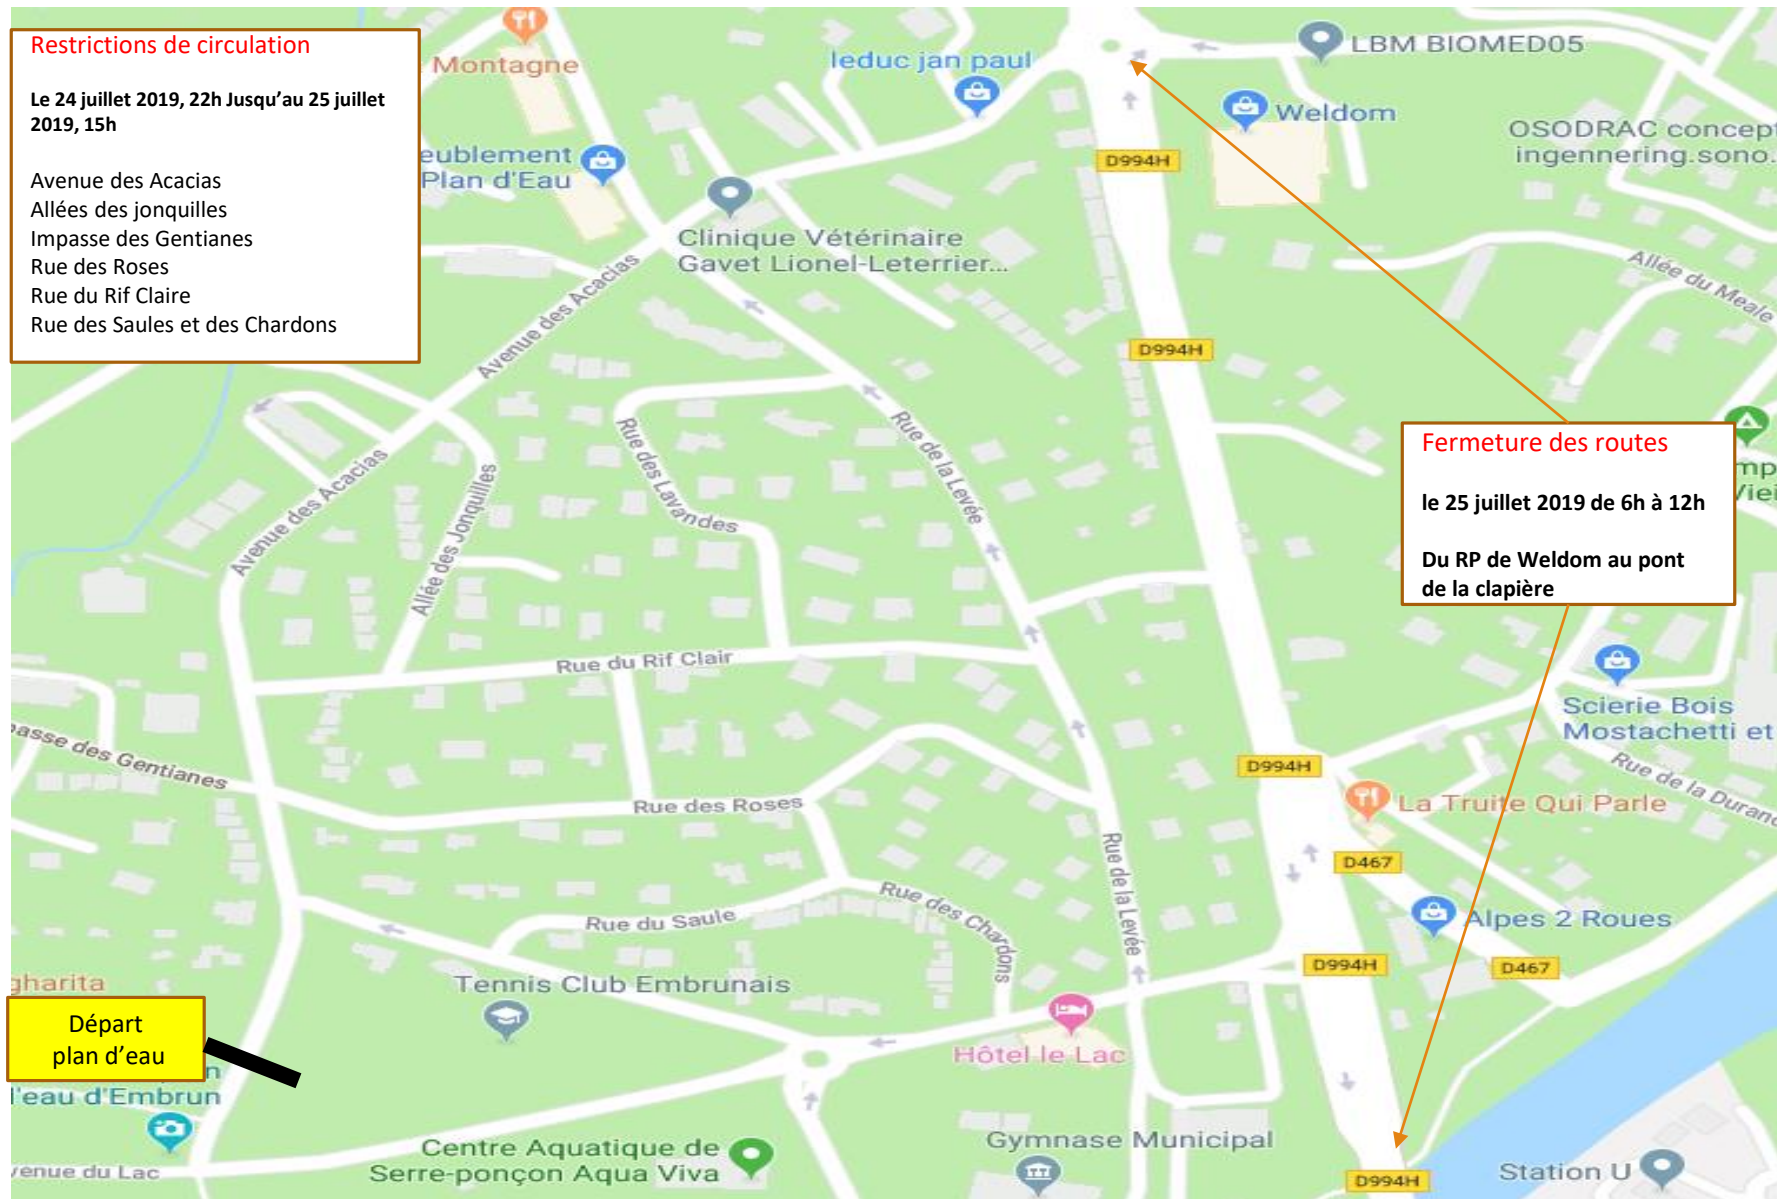 Restrictions de circulation
Le 24 juillet 2019, 22h Jusqu'au 25 juillet
2019, 15h
Avenue des Acacias
Allées des jonquilles
Impasse des Gentianes
Rue des Roses
Rue du Rif Claire
Rue des Saules et des Chardons
Montagne
leduc jan paul
LBM BIOMED05
Weldom
OSODRAC concept
ingennering.sono.
D994H
eublement
Plan d'Eau
Clinique Vétérinaire
Gavet Lionel-Leterrier...
Allée du Meale
Avenue des Acacias
D994H
Rue des Lavandes
Rue de la Levée
Avenue des Acacias
Allée des Jonquilles
Fermeture des routes
le 25 juillet 2019 de 6h à 12h
Du RP de Weldom au pont
de la clapière
mp
Viei
Rue du Rif Clair
Scierie Bois
Mostachetti et
passe des Gentianes
Rue des Roses
D994H
La Truite Qui Parle
Rue de la Duranc
D467
Rue de la Levée
Rue du Saule
Rue des Chardons
Alpes 2 Roues
D994H
D467
gharita
Tennis Club Embrunais
Départ
plan d'eau
Hôtel le Lac
n
l'eau d'Embrun
Centre Aquatique de
Serre-ponçon Aqua Viva
Gymnase Municipal
venue du Lac
D994H
Station U